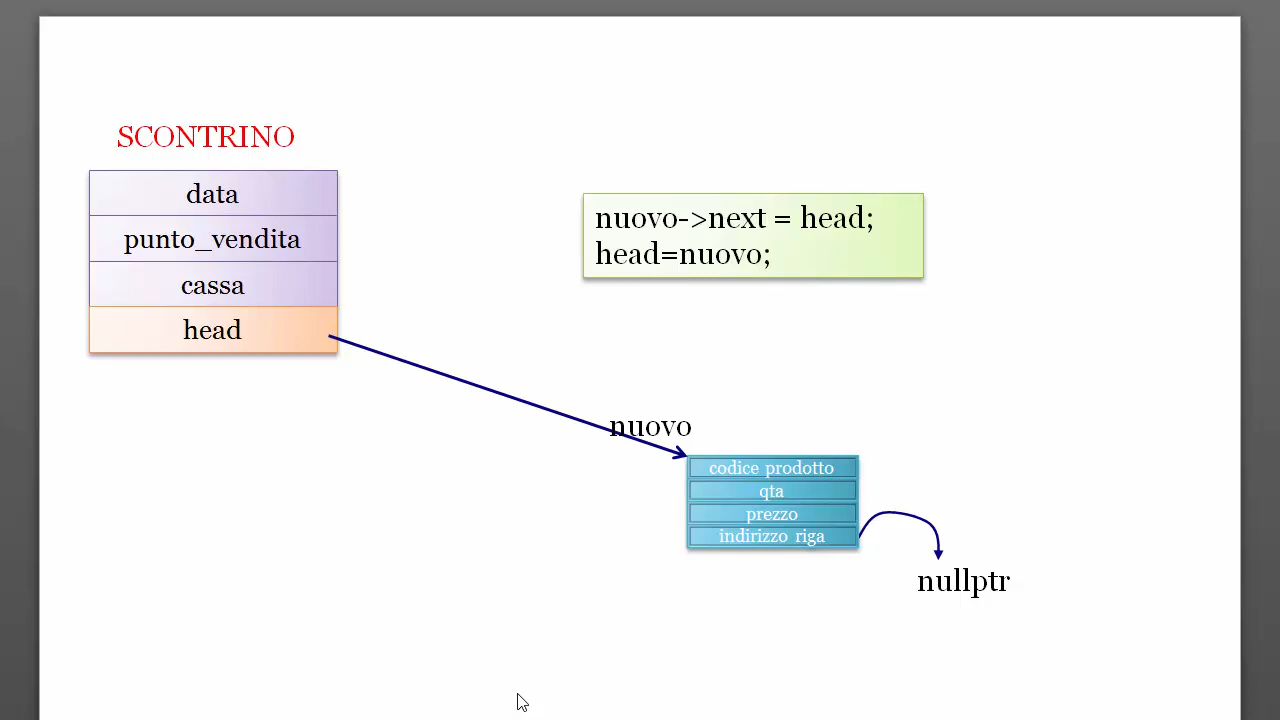 SCONTRINO
data
punto_vendita
cassa
head
nuovo->next = head;
head=nuovo;
nuovo
codice prodotto
qta
prezzo
indirizzo riga
nullptr